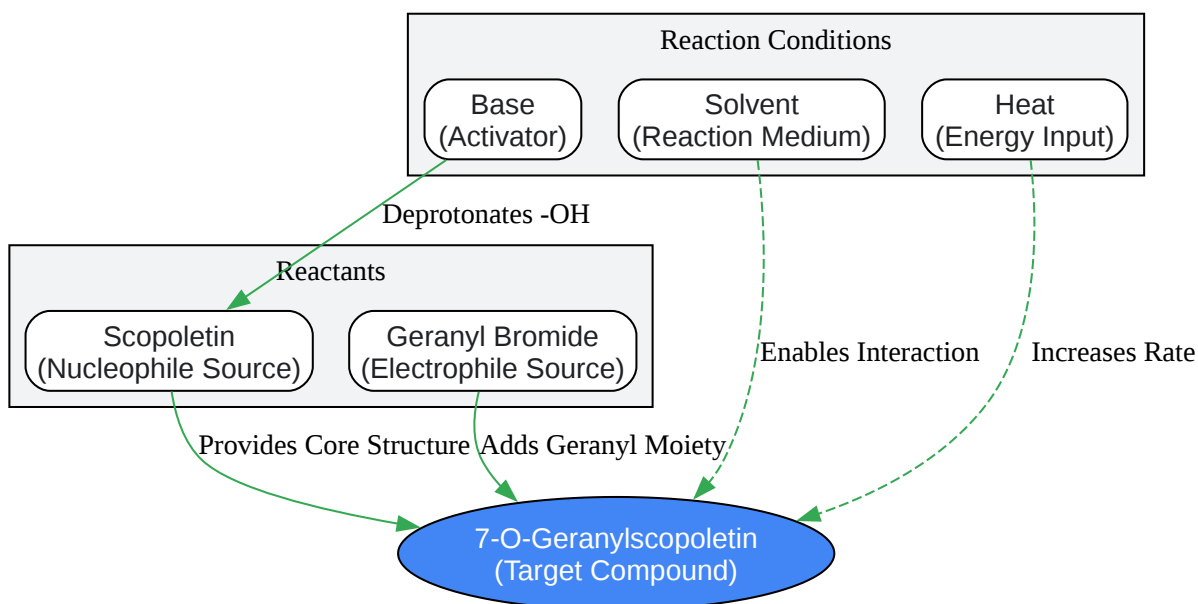 Reaction Conditions
Base
(Activator)
Solvent
(Reaction Medium)
Heat
(Energy Input)
Deprotonates -OH
Reactants
Scopoletin
(Nucleophile Source)
Geranyl Bromide
(Electrophile Source)
Enables Interaction
Increases Rate
Provides Core Structure
Adds Geranyl Moiety
7-O-Geranylscopoletin
(Target Compound)